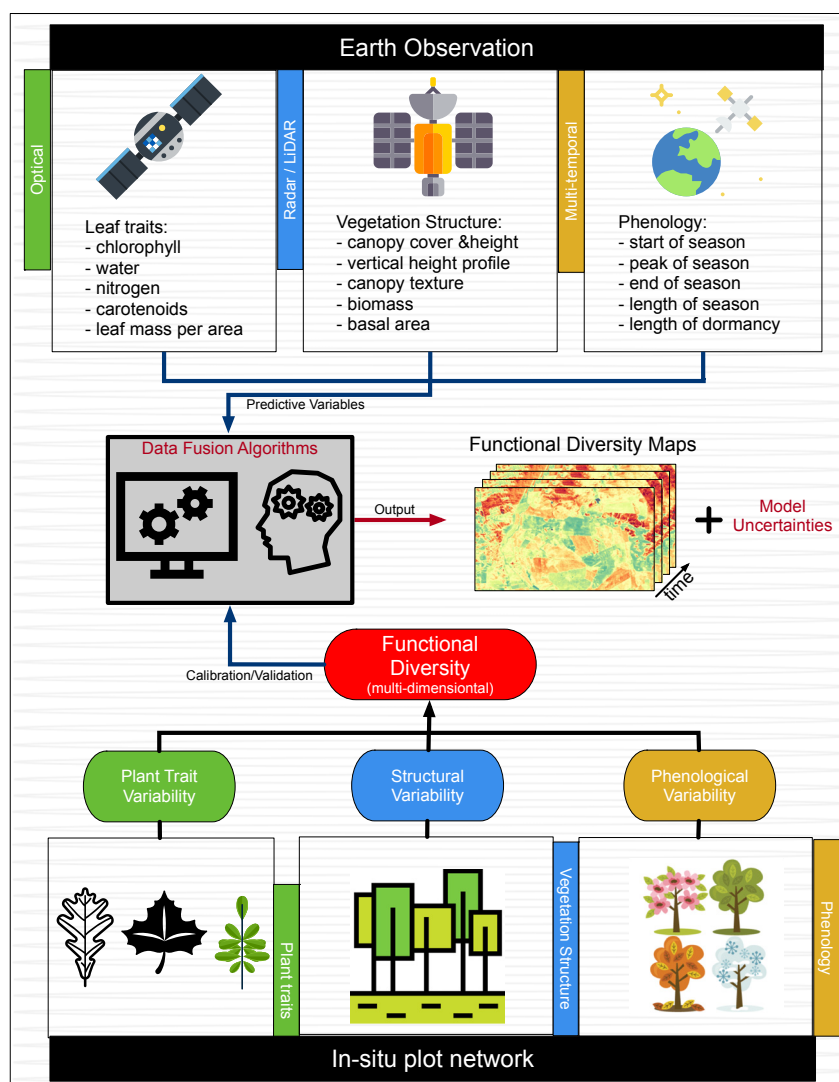 Earth Observation
Optical
Leaf traits:
- chlorophyll
- water
- nitrogen
- carotenoids
- leaf mass per area
Radar / LiDAR
Vegetation Structure:
- canopy cover &height
- vertical height profile
- canopy texture
- biomass
- basal area
Multi-temporal
Phenology:
- start of season
- peak of season
- end of season
- length of season
- length of dormancy
Predictive Variables
Data Fusion Algorithms
Output
Functional Diversity Maps
time
Model
Uncertainties
Calibration/Validation
Functional
Diversity
(multi-dimensiontal)
Plant Trait
Variability
Structural
Variability
Phenological
Variability
Plant traits
Vegetation Structure
Phenology
In-situ plot network